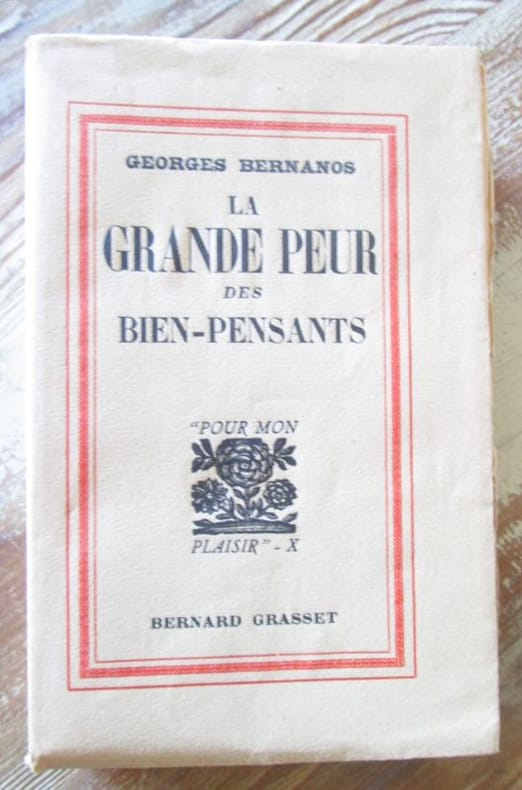 GEORGES BERNANOS
LA
GRANDE PEUR
DES
BIEN-PENSANTS
"POUR MON
PLAISIR" - X
BERNARD GRASSET